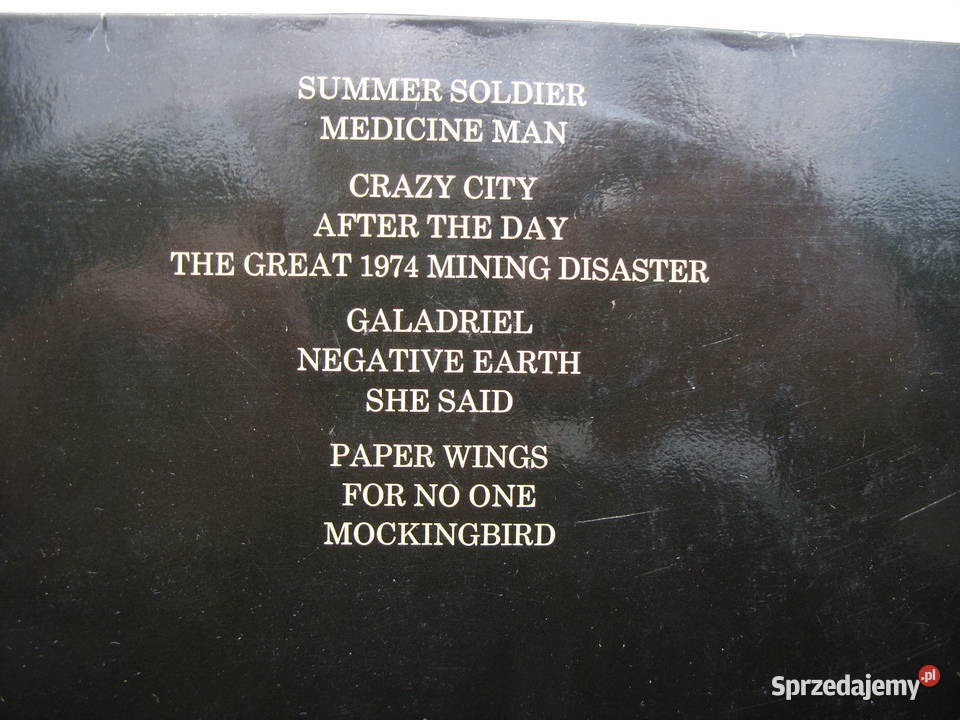 SUMMER SOLDIER
MEDICINE MAN
CRAZY CITY
AFTER THE DAY
THE GREAT 1974 MINING DISASTER
GALADRIEL
NEGATIVE EARTH
SHE SAID
PAPER WINGS
FOR NO ONE
MOCKINGBIRD
Sprzedajemy.pl